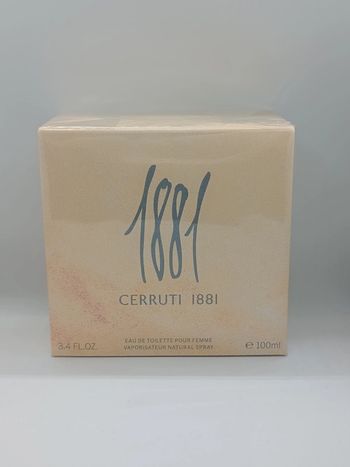 1881
CERRUTI 1881
EAU DE TOILETTE POUR FEMME
3.4 FL.OZ. VAPORISATEUR NATURAL SPRAY ℮ 100ml